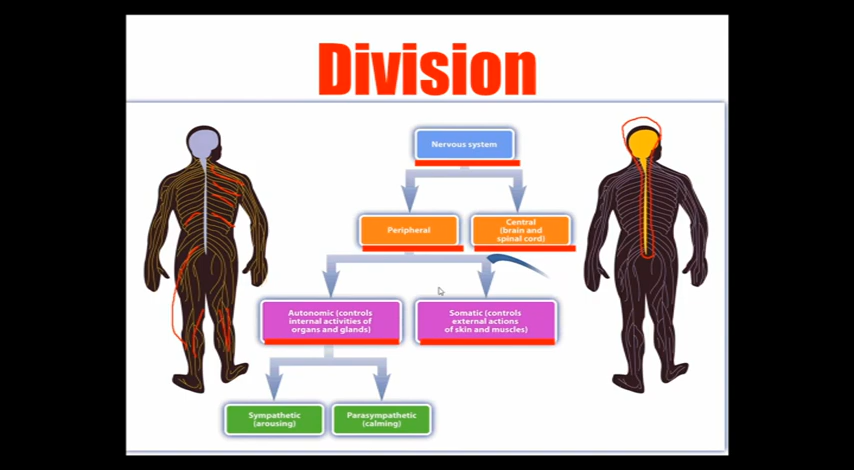 Division
Nervous system
Peripheral
Central
(brain and
spinal cord)
Autonomic (controls
internal activities of
organs and glands)
Somatic (controls
external actions
of skin and muscles)
Sympathetic
(arousing)
Parasympathetic
(calming)